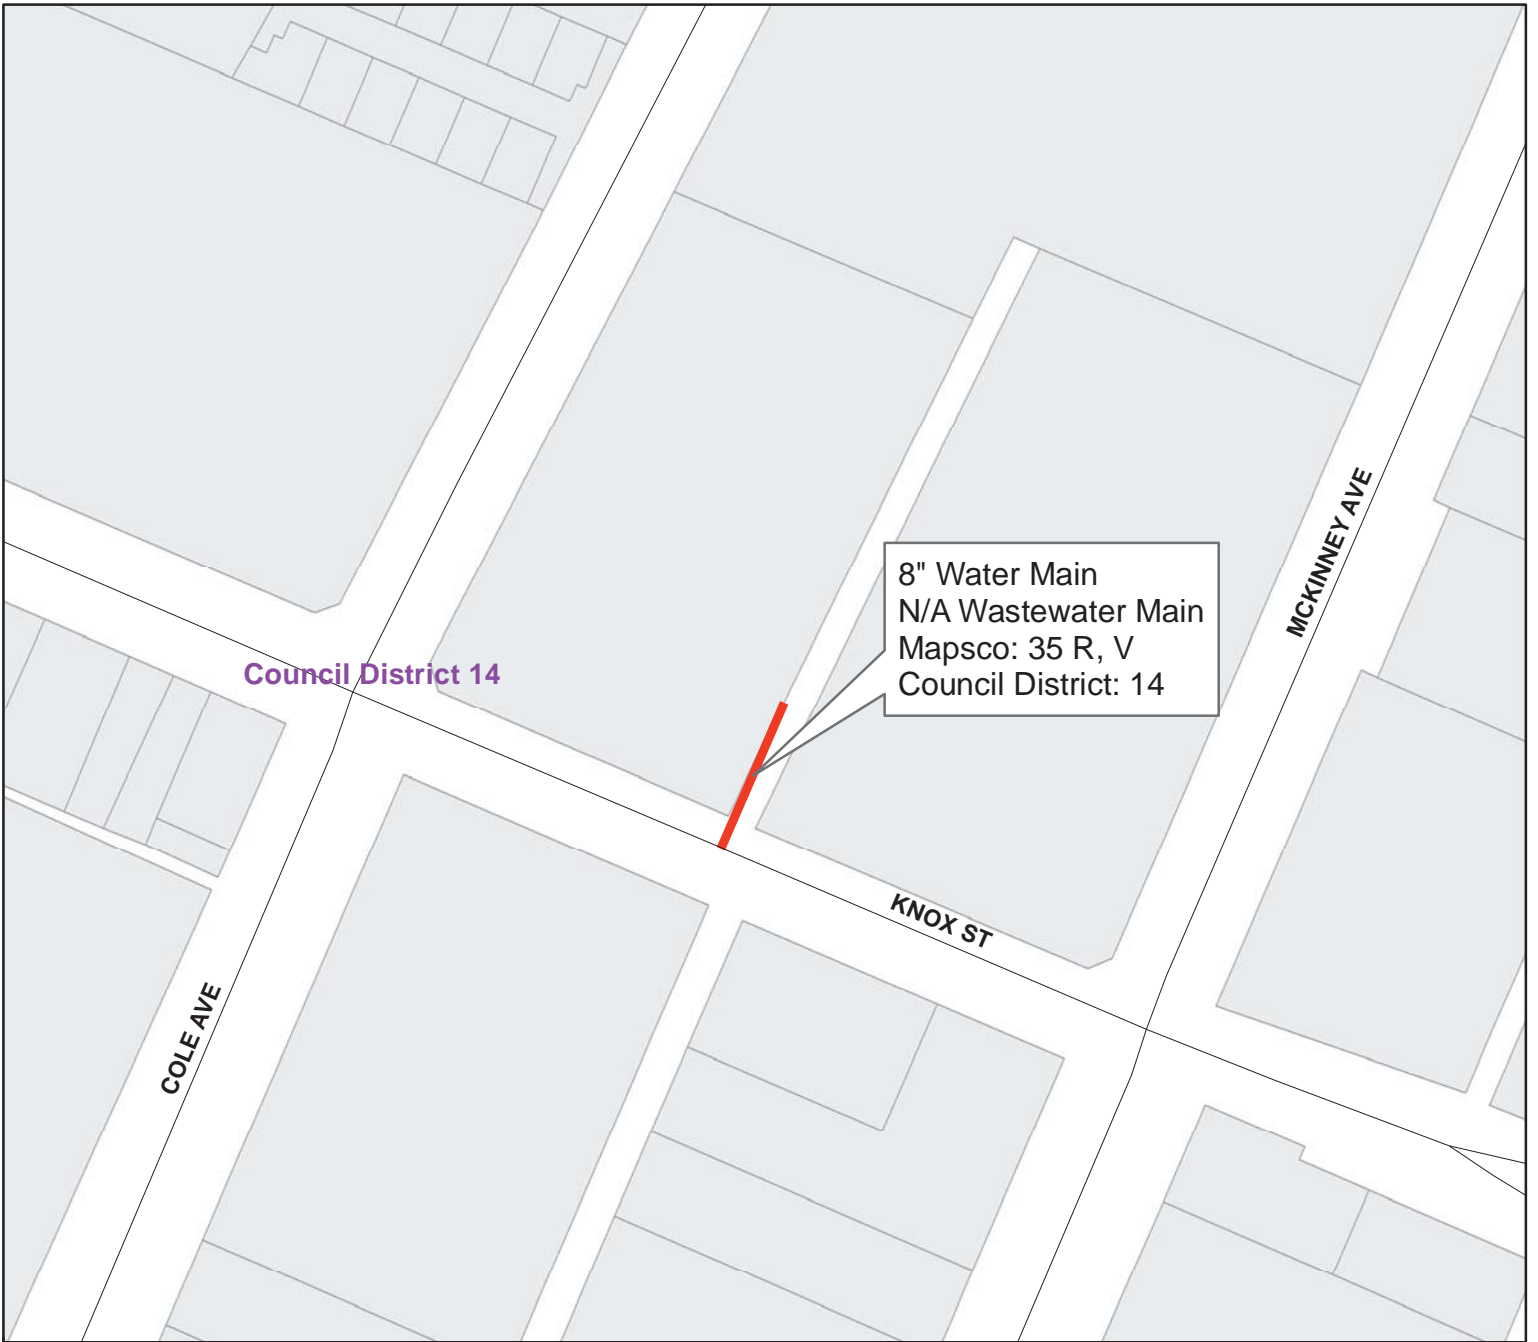 8" Water Main
N/A Wastewater Main
Mapsco: 35 R, V
Council District: 14
MCKINNEY AVE
Council District 14
KNOX ST
COLE AVE